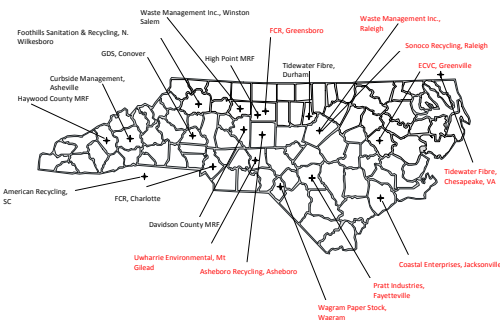 Waste Management Inc., Winston
Salem
Waste Management Inc.,
Raleigh
FCR, Greensboro
Foothills Sanitation & Recycling, N.
Wilkesboro
Sonoco Recycling, Raleigh
GDS, Conover
High Point MRF
Tidewater Fibre,
Durham
ECVC, Greenville
Curbside Management,
Asheville
Haywood County MRF
Tidewater Fibre,
Chesapeake, VA
American Recycling,
SC
FCR, Charlotte
Davidson County MRF
Uwharrie Environmental, Mt
Gilead
Asheboro Recycling, Asheboro
Coastal Enterprises, Jacksonville
Pratt Industries,
Fayetteville
Wagram Paper Stock,
Wagram